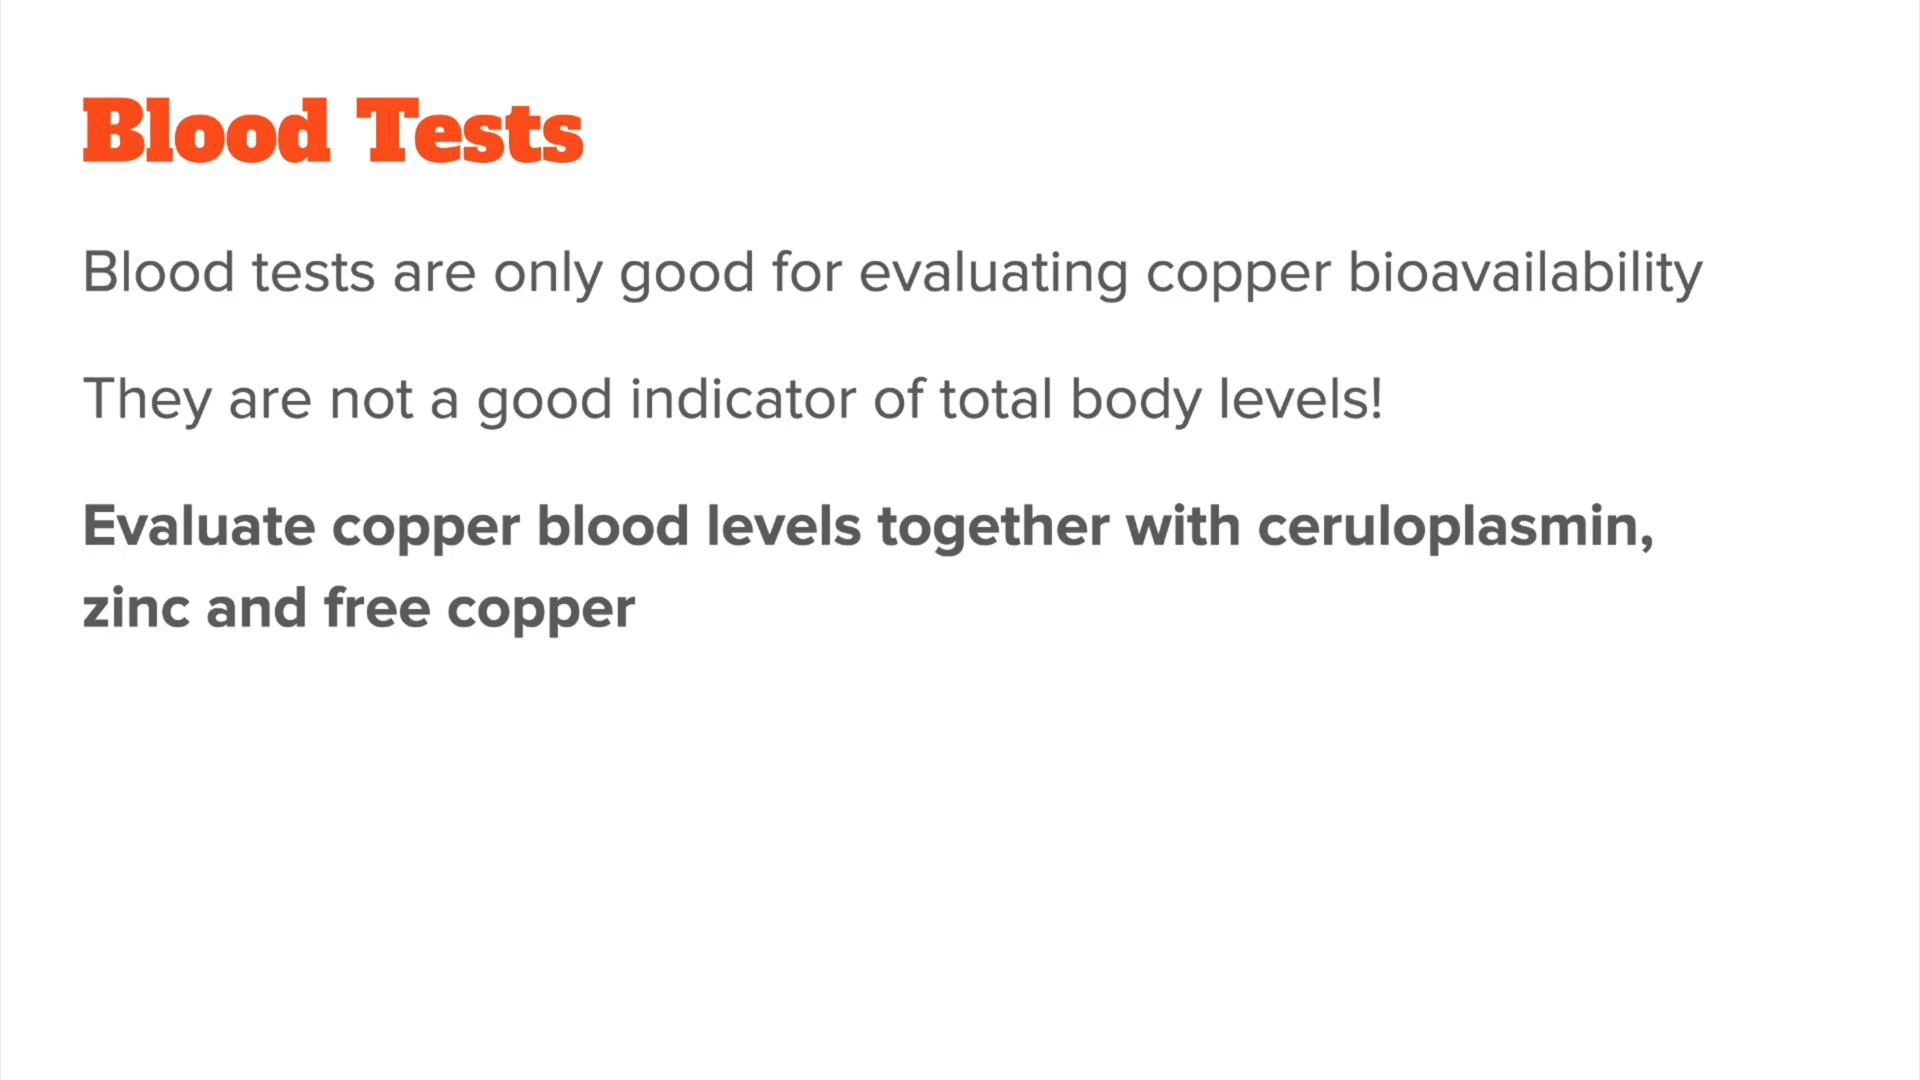 Blood Tests
Blood tests are only good for evaluating copper bioavailability
They are not a good indicator of total body levels!
Evaluate copper blood levels together with ceruloplasmin,
zinc and free copper